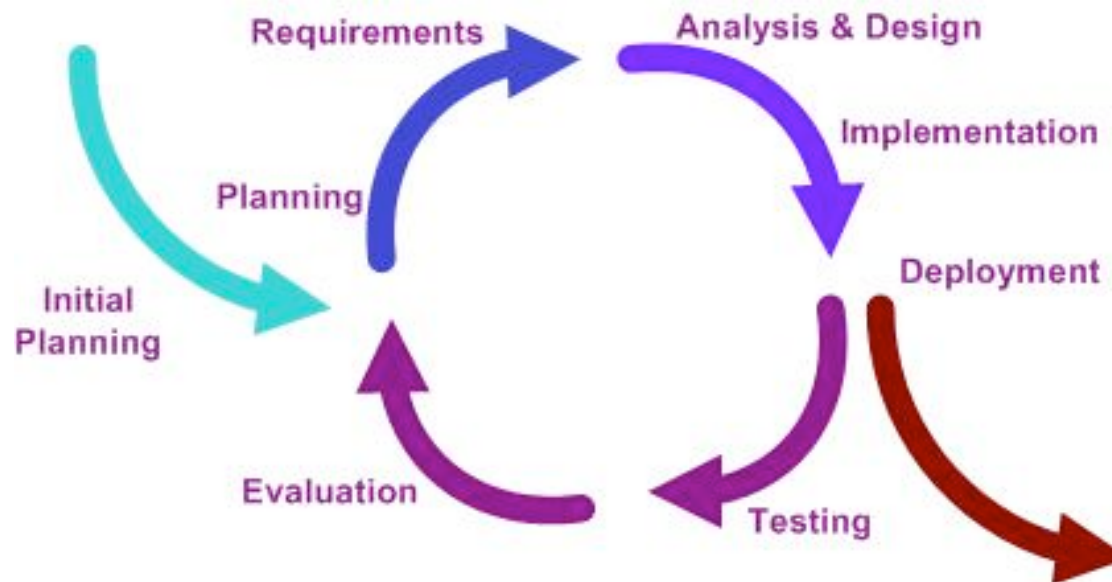 Requirements
Analysis & Design
Implementation
Planning
Deployment
Initial
Planning
Evaluation
Testing